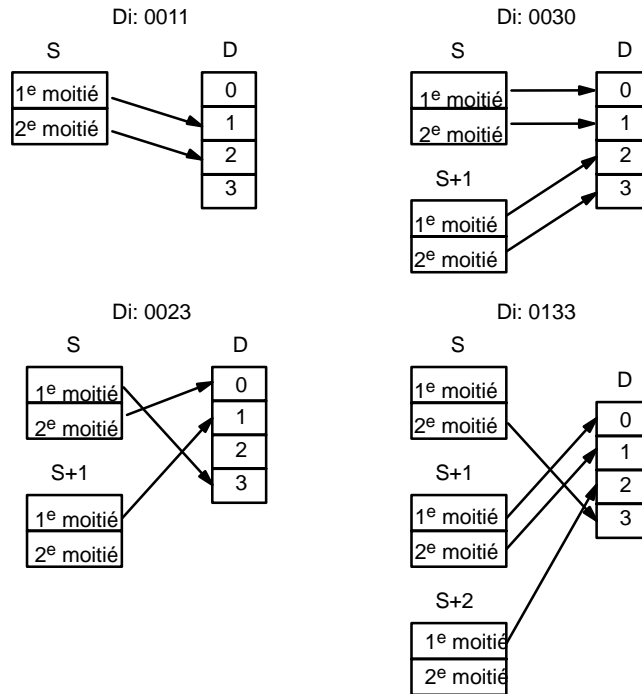 Di: 0011
S
D
1e moitié
2e moitié
0
1
2
3
Di: 0030
S
D
1e moitié
2e moitié
S+1
1e moitié
2e moitié
0
1
2
3
Di: 0023
S
D
1e moitié
2e moitié
S+1
1e moitié
2e moitié
0
1
2
3
Di: 0133
S
D
1e moitié
2e moitié
S+1
1e moitié
2e moitié
S+2
1e moitié
2e moitié
0
1
2
3